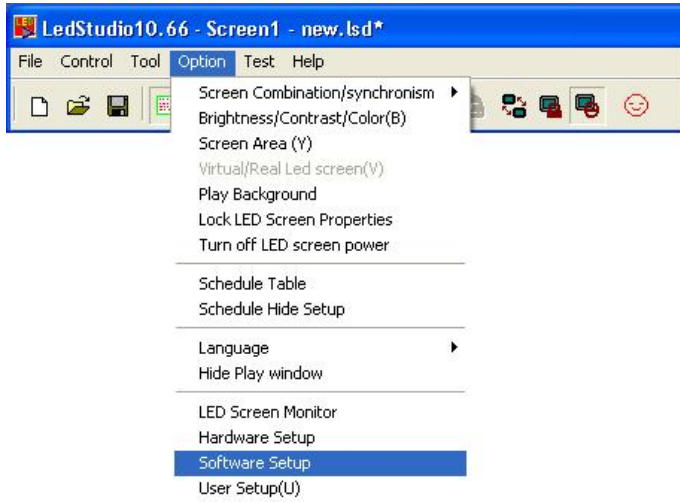 LedStudio10.66 - Screen1 - new.lsd*
File Control Tool Option Test Help
Screen Combination/synchronism
Brightness/Contrast/Color(B)
Screen Area (Y)
Virtual/Real Led screen(V)
Play Background
Lock LED Screen Properties
Turn off LED screen power
Schedule Table
Schedule Hide Setup
Language
Hide Play window
LED Screen Monitor
Hardware Setup
Software Setup
User Setup(U)